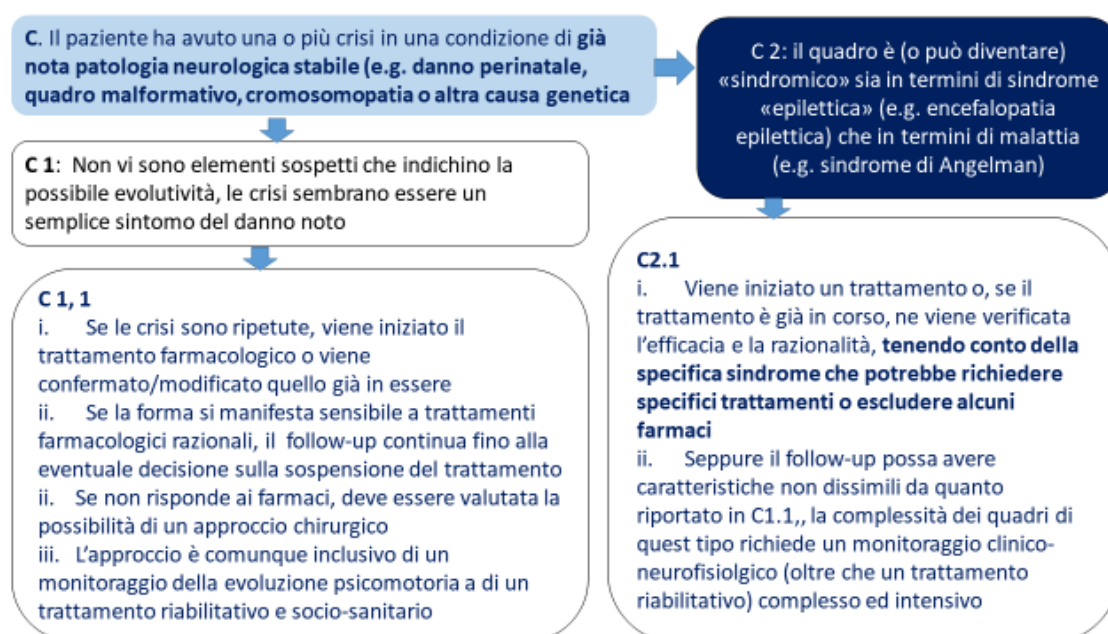 C. Il paziente ha avuto una o più crisi in una condizione di già
nota patologia neurologica stabile (e.g. danno perinatale,
quadro malformativo, cromosomopatia o altra causa genetica
C 2: il quadro è (o può diventare)
«sindromico» sia in termini di sindrome
«epilettica» (e.g. encefalopatia
epilettica) che in termini di malattia
(e.g. sindrome di Angelman)
C 1: Non vi sono elementi sospetti che indichino la
possibile evolutività, le crisi sembrano essere un
semplice sintomo del danno noto
C 1, 1
i. Se le crisi sono ripetute, viene iniziato il
trattamento farmacologico o viene
confermato/modificato quello già in essere
ii. Se la forma si manifesta sensibile a trattamenti
farmacologici razionali, il follow-up continua fino alla
eventuale decisione sulla sospensione del trattamento
ii. Se non risponde ai farmaci, deve essere valutata la
possibilità di un approccio chirurgico
iii. L'approccio è comunque inclusivo di un
monitoraggio della evoluzione psicomotoria a di un
trattamento riabilitativo e socio-sanitario
C2.1
i. Viene iniziato un trattamento o, se il
trattamento è già in corso, ne viene verificata
l'efficacia e la razionalità, tenendo conto della
specifica sindrome che potrebbe richiedere
specifici trattamenti o escludere alcuni
farmaci
ii. Seppure il follow-up possa avere
caratteristiche non dissimili da quanto
riportato in C1.1,, la complessità dei quadri di
quest tipo richiede un monitoraggio clinico-
neurofisiolgico (oltre che un trattamento
riabilitativo) complesso ed intensivo